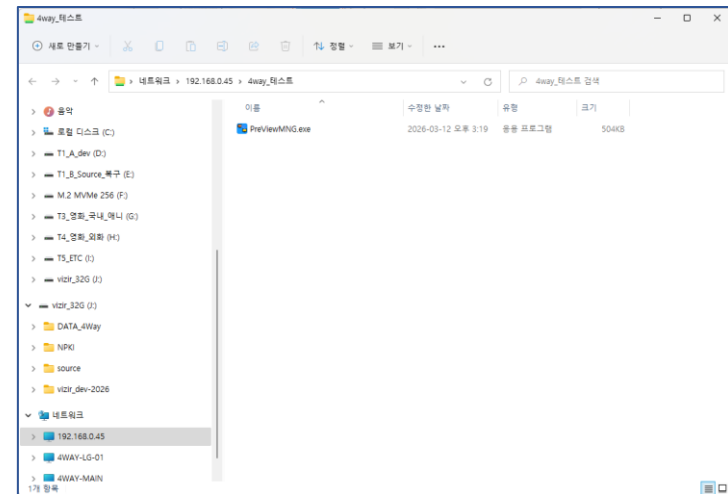 4way_테스트
새로 만들기
정렬
보기
네트워크 > 192.168.0.45 > 4way_테스트
4way_테스트 검색
이름
수정한 날짜
유형
크기
PreViewMNG.exe
2026-03-12 오후 3:19
응용 프로그램
504KB
음악
로컬 디스크 (C:)
T1_A_dev (D:)
T1_B_Source_복구 (E:)
M.2 MVMe 256 (F:)
T3_영화_국내_애니 (G:)
T4_영화_외화 (H:)
T5_ETC (I:)
vizir_32G (J:)
vizir_32G (J:)
DATA_4Way
NPKI
source
vizir_dev-2026
네트워크
192.168.0.45
4WAY-LG-01
4WAY-MAIN
1개 항목